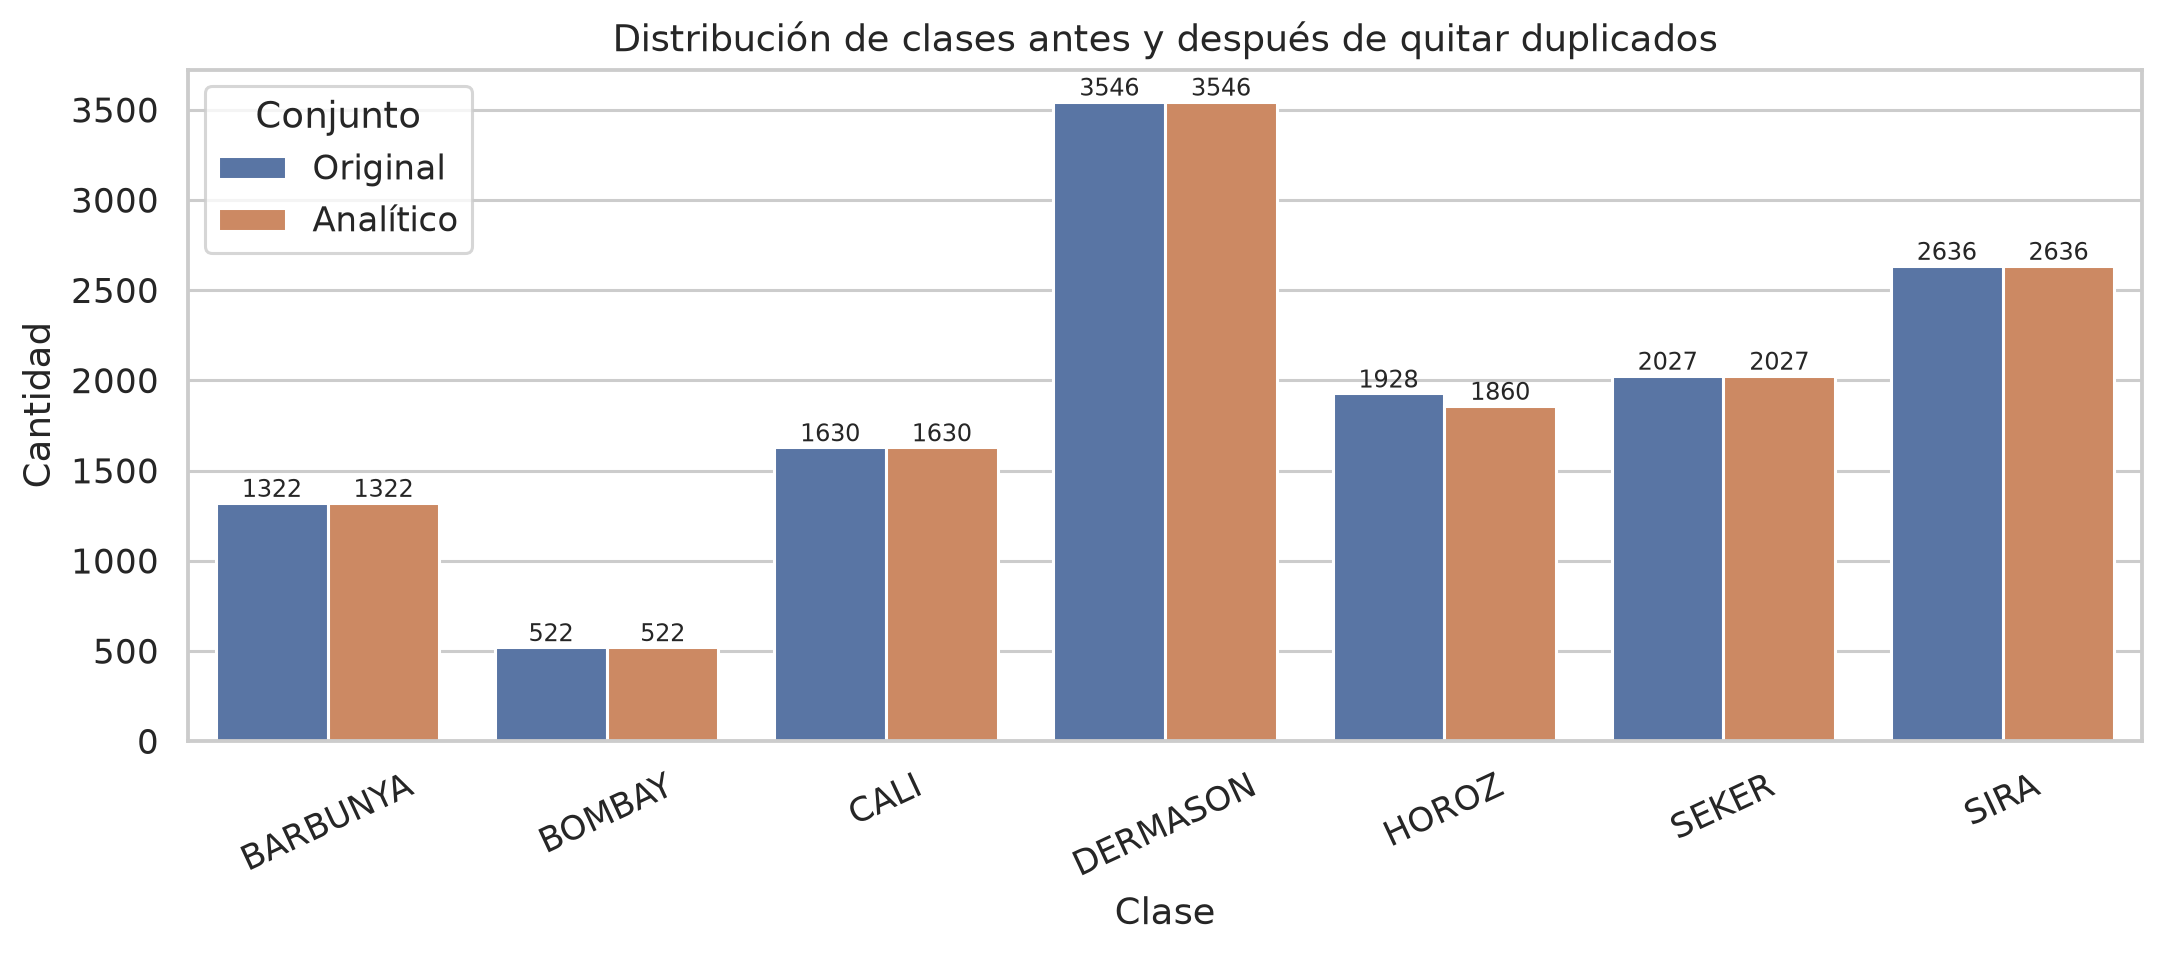 Distribución de clases antes y después de quitar duplicados
Conjunto
Original
Analítico
Cantidad
3500
3000
2500
2000
1500
1000
500
0
1322 1322
522 522
1630 1630
3546 3546
1928 1860
2027 2027
2636 2636
BARBUNYA
BOMBAY
CALI
DERMASON
HOROZ
SEKER
SIRA
Clase